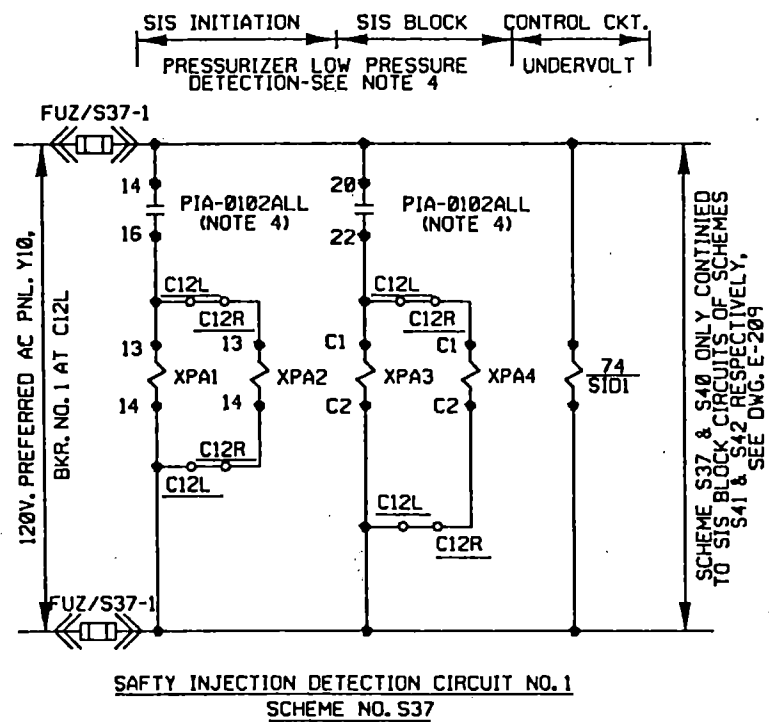 SIS INITIATION SIS BLOCK CONTROL CKT.
PRESSURIZER LOW PRESSURE
DETECTION-SEE NOTE 4
UNDERVOLT
FUZ/S37-1
14
PIA-0102ALL
(NOTE 4)
16
20
PIA-0102ALL
(NOTE 4)
22
C12L
C12R
C12L
C12R
13
XPA1
14
13
XPA2
14
C1
XPA3
C2
C1
XPA4
C2
74
SID1
C12R
C12L
C12L
C12R
120V. PREFERRED AC PNL. Y10,
BKR. NO. 1 AT C12L
SCHEME S37 & S40 ONLY CONTINIED
TO SIS BLOCK CIRCUITS OF SCHEMES
S41 & S42 RESPECTIVELY,
SEE DWG. E-209
FUZ/S37-1
SAFTY INJECTION DETECTION CIRCUIT NO. 1
SCHEME NO. S37